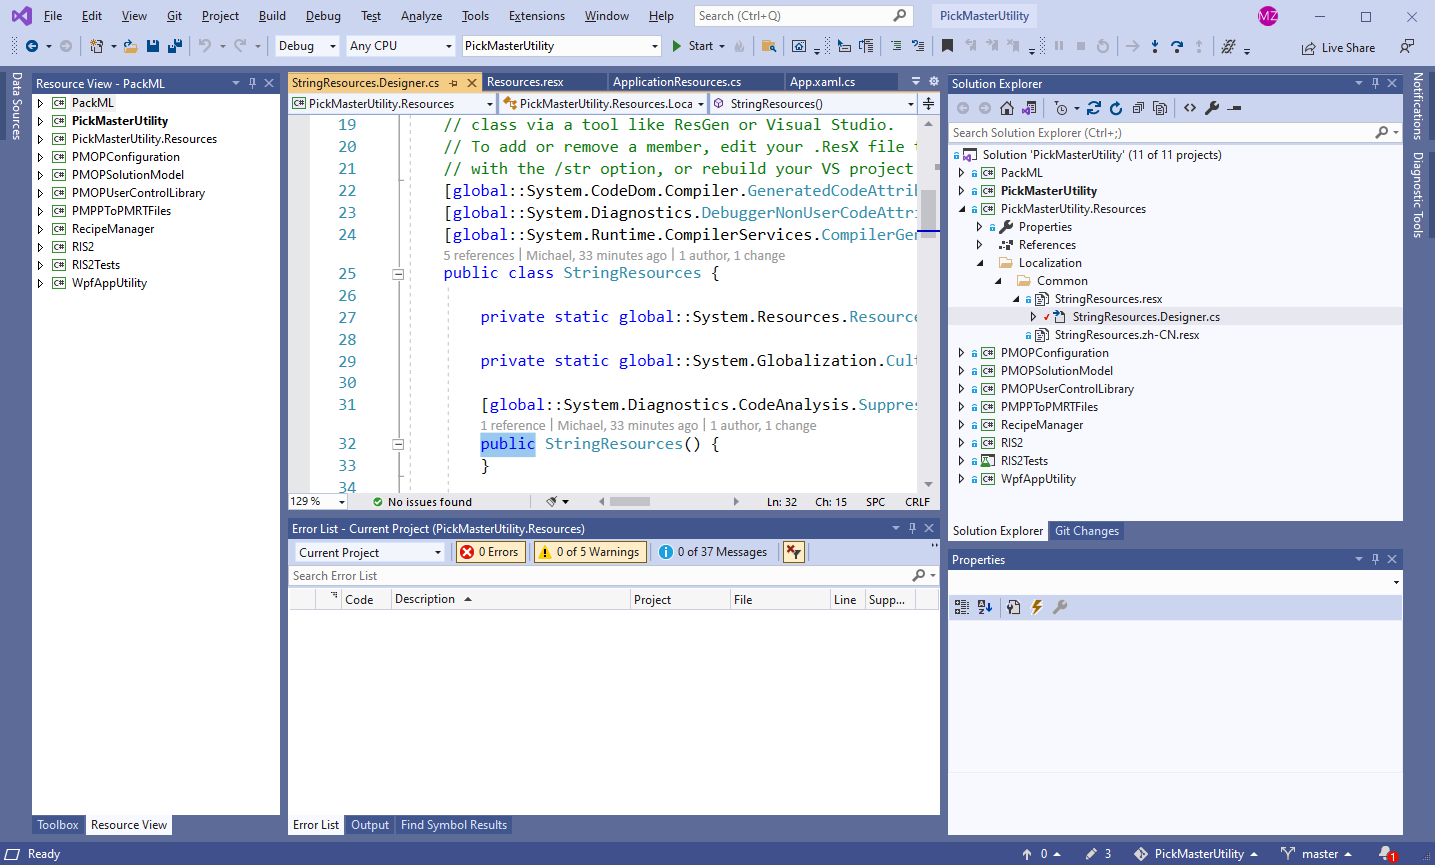 File Edit View Git Project Build Debug Test Analyze Tools Extensions Window Help Search (Ctrl+Q) PickMasterUtility MZ
Debug Any CPU PickMasterUtility Start Live Share
Data Sources
Resource View - PackML
PackML
PickMasterUtility
PickMasterUtility.Resources
PMOPConfiguration
PMOPSolutionModel
PMOPUserControlLibrary
PMPPToPMRTFiles
RecipeManager
RIS2
RIS2Tests
WpfAppUtility
Toolbox Resource View
StringResources.Designer.cs Resources.resx ApplicationResources.cs App.xaml.cs
PickMasterUtility.Resources PickMasterUtility.Resources.Loca StringResources()
19 // class via a tool like ResGen or Visual Studio.
20 // To add or remove a member, edit your .ResX file
21 // with the /str option, or rebuild your VS project
22 [global::System.CodeDom.Compiler.GeneratedCodeAttrib
23 [global::System.Diagnostics.DebuggerNonUserCodeAttri
24 [global::System.Runtime.CompilerServices.CompilerGen
5 references | Michael, 33 minutes ago | 1 author, 1 change
25 public class StringResources {
26
27 private static global::System.Resources.Resource
28
29 private static global::System.Globalization.Cult
30
31 [global::System.Diagnostics.CodeAnalysis.Suppres
1 reference | Michael, 33 minutes ago | 1 author, 1 change
32 public StringResources() {
33 }
34
129 % No issues found Ln: 32 Ch: 15 SPC CRLF
Error List - Current Project (PickMasterUtility.Resources)
Current Project 0 Errors 0 of 5 Warnings 0 of 37 Messages
Search Error List
Code Description Project File Line Supp...
Error List Output Find Symbol Results
Solution Explorer
Search Solution Explorer (Ctrl+;)
Solution 'PickMasterUtility' (11 of 11 projects)
PackML
PickMasterUtility
PickMasterUtility.Resources
Properties
References
Localization
Common
StringResources.resx
StringResources.Designer.cs
StringResources.zh-CN.resx
PMOPConfiguration
PMOPSolutionModel
PMOPUserControlLibrary
PMPPToPMRTFiles
RecipeManager
RIS2
RIS2Tests
WpfAppUtility
Solution Explorer Git Changes
Properties
Notifications
Diagnostic Tools
Ready 0 3 PickMasterUtility master 1